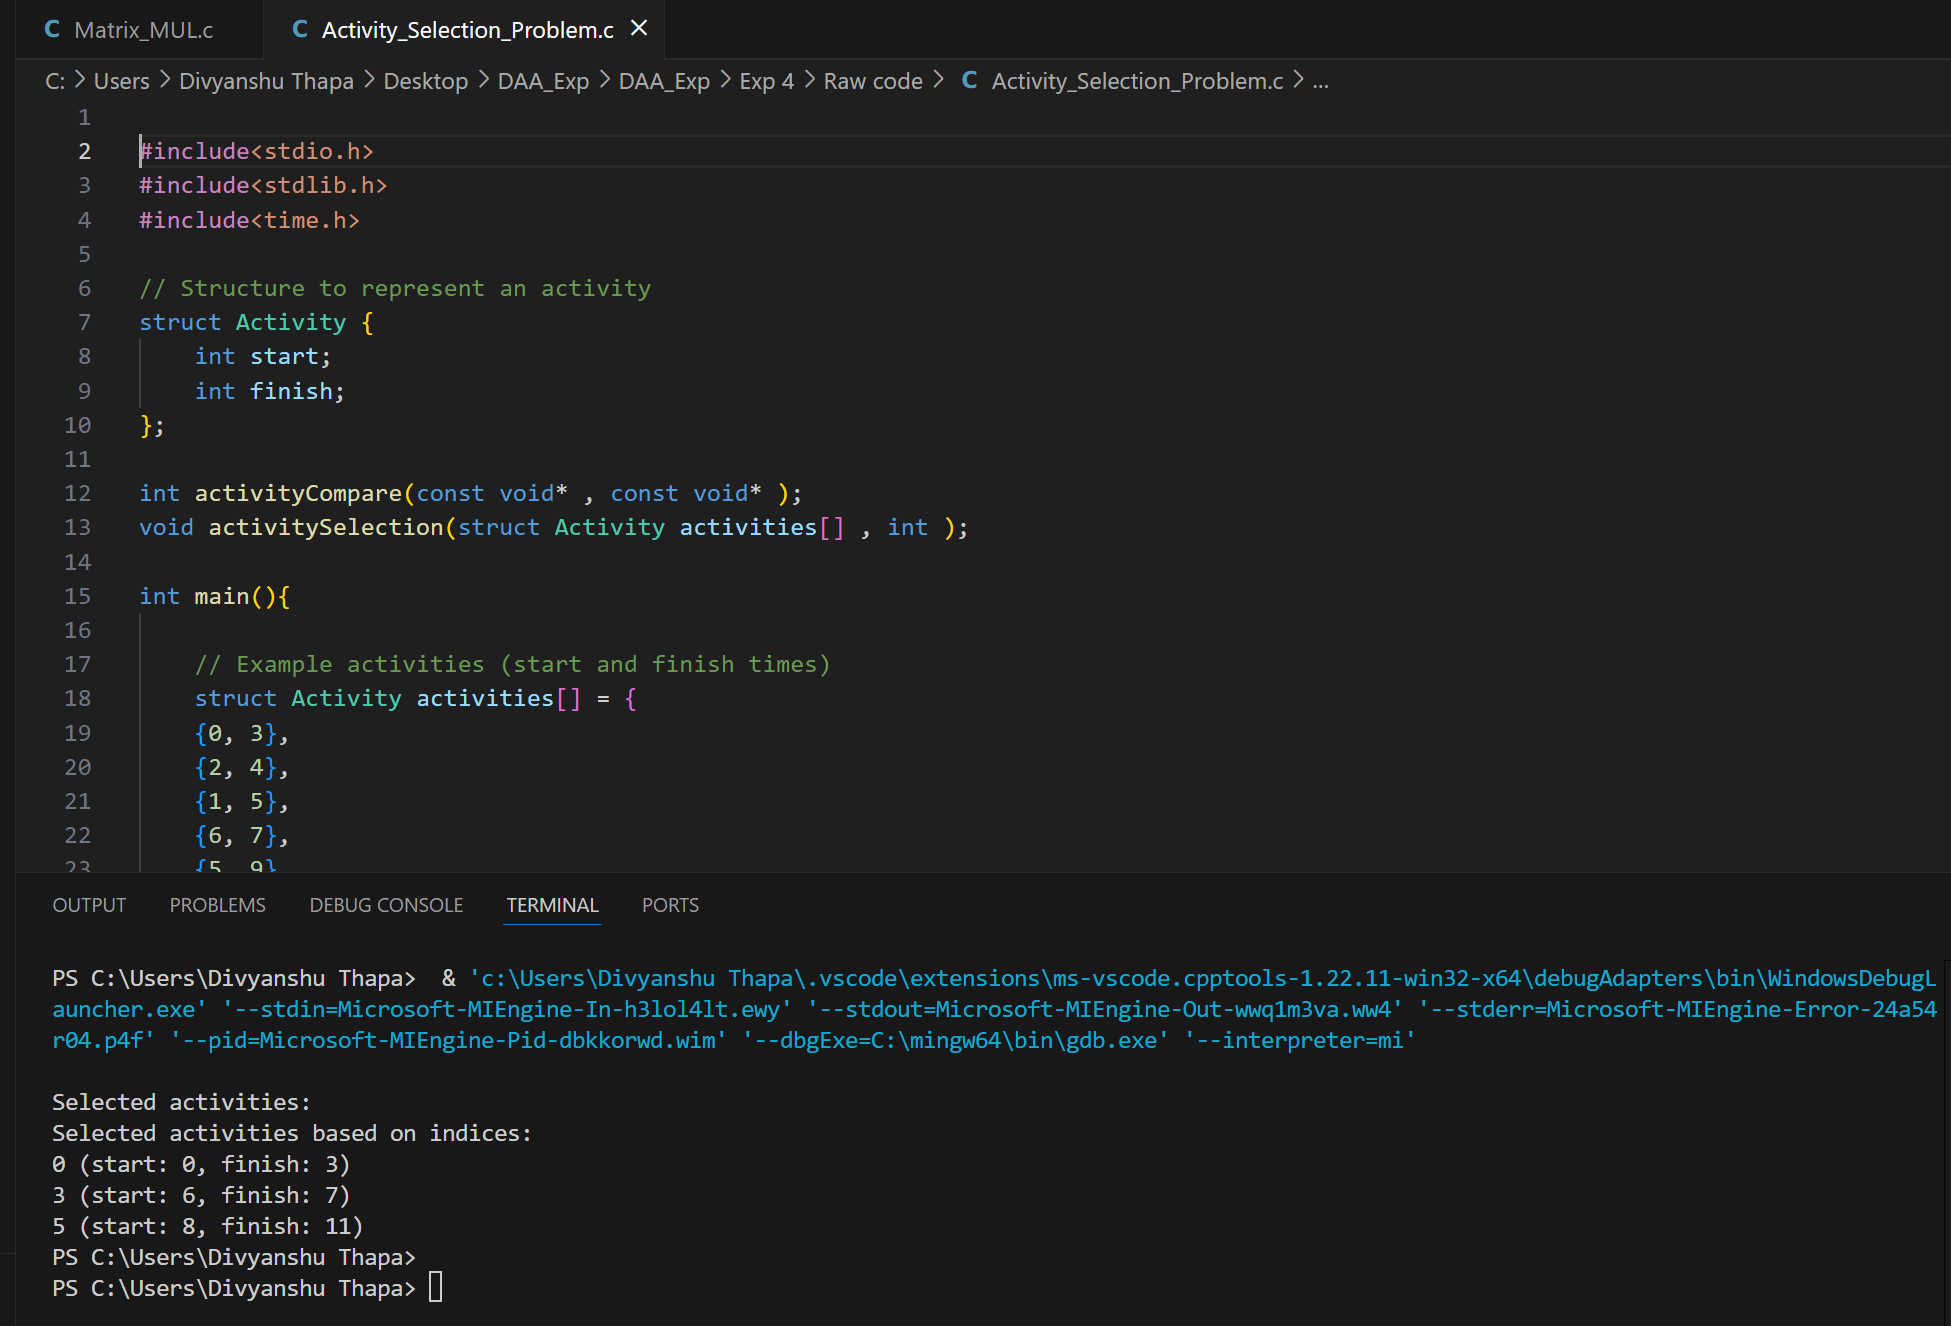 C Matrix_MUL.c C Activity_Selection_Problem.c ×
C: > Users > Divyanshu Thapa > Desktop > DAA_Exp > DAA_Exp > Exp 4 > Raw code > C Activity_Selection_Problem.c > ...
1
2 #include<stdio.h>
3 #include<stdlib.h>
4 #include<time.h>
5
6 // Structure to represent an activity
7 struct Activity {
8     int start;
9     int finish;
10 };
11
12 int activityCompare(const void* , const void* );
13 void activitySelection(struct Activity activities[] , int );
14
15 int main(){
16
17     // Example activities (start and finish times)
18     struct Activity activities[] = {
19     {0, 3},
20     {2, 4},
21     {1, 5},
22     {6, 7},
23     {5, 9}
OUTPUT PROBLEMS DEBUG CONSOLE TERMINAL PORTS
PS C:\Users\Divyanshu Thapa>  & 'c:\Users\Divyanshu Thapa\.vscode\extensions\ms-vscode.cpptools-1.22.11-win32-x64\debugAdapters\bin\WindowsDebugL
auncher.exe' '--stdin=Microsoft-MIEngine-In-h3lol4lt.ewy' '--stdout=Microsoft-MIEngine-Out-wwq1m3va.ww4' '--stderr=Microsoft-MIEngine-Error-24a54
r04.p4f' '--pid=Microsoft-MIEngine-Pid-dbkkorwd.wim' '--dbgExe=C:\mingw64\bin\gdb.exe' '--interpreter=mi'
Selected activities:
Selected activities based on indices:
0 (start: 0, finish: 3)
3 (start: 6, finish: 7)
5 (start: 8, finish: 11)
PS C:\Users\Divyanshu Thapa>
PS C:\Users\Divyanshu Thapa>